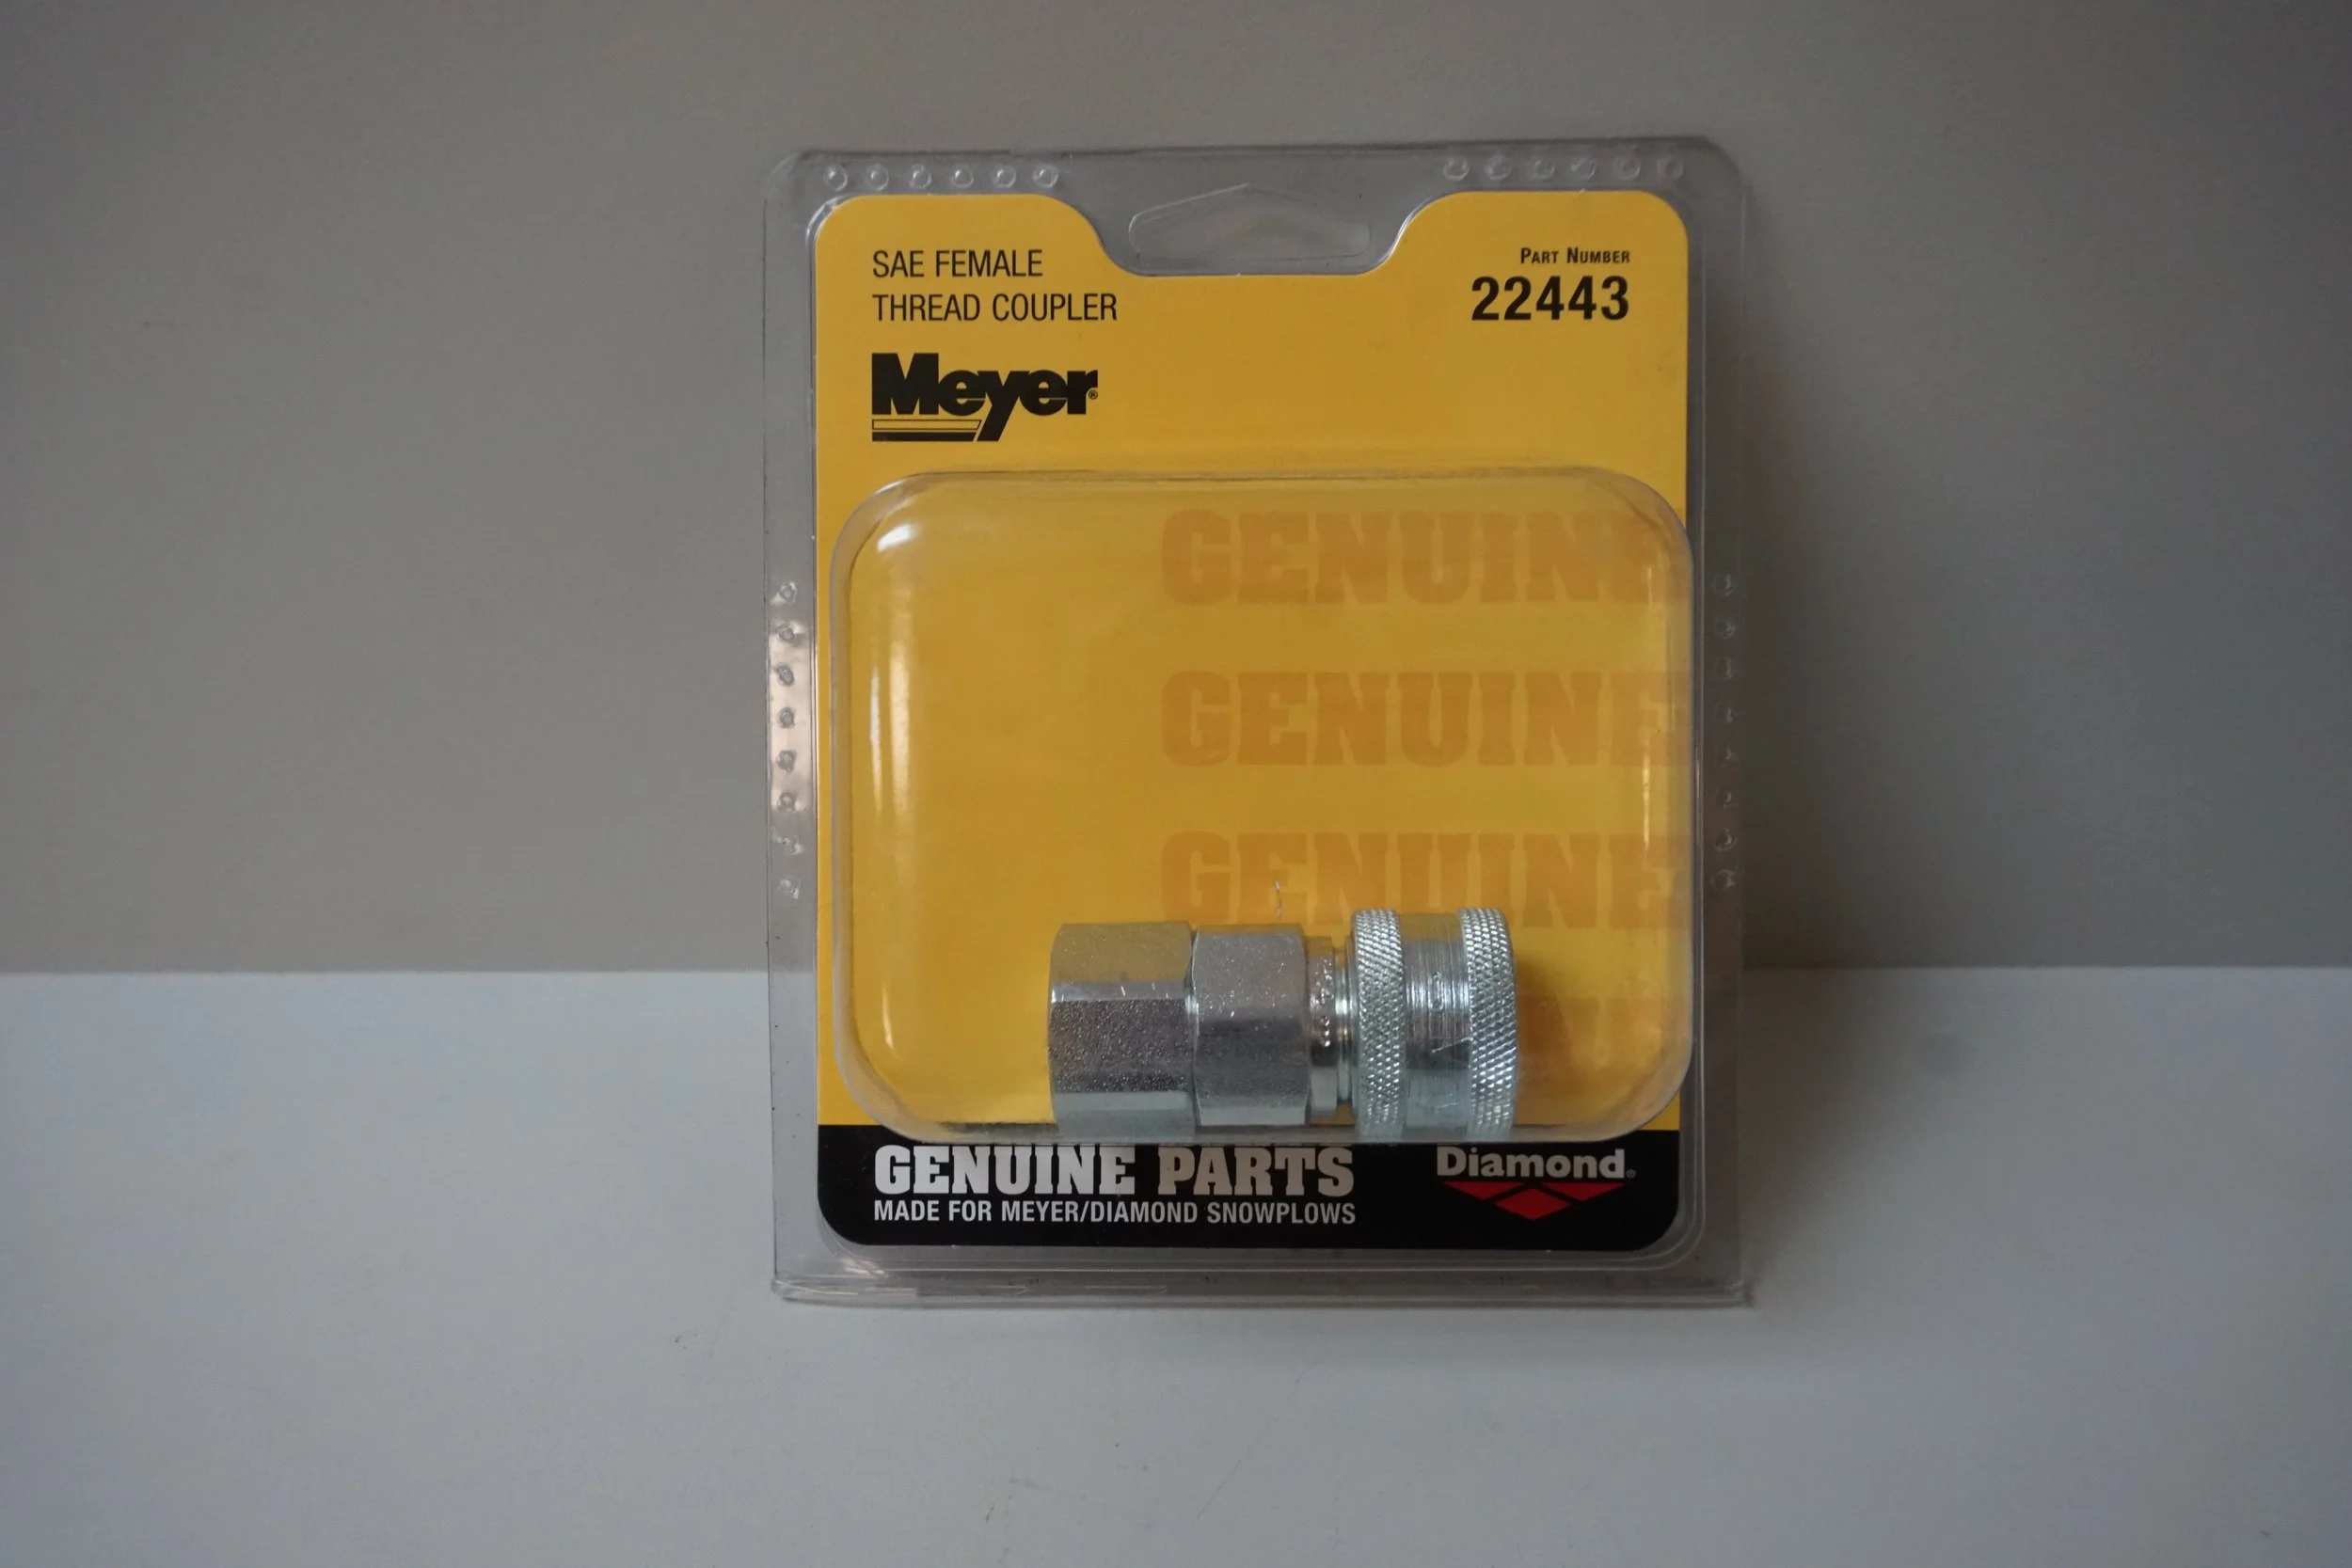 SAE FEMALE
THREAD COUPLER
PART NUMBER
22443
Meyer®
GENUINE
GENUINE
GENUINE
GENUINE PARTS
MADE FOR MEYER/DIAMOND SNOWPLOWS
Diamond®